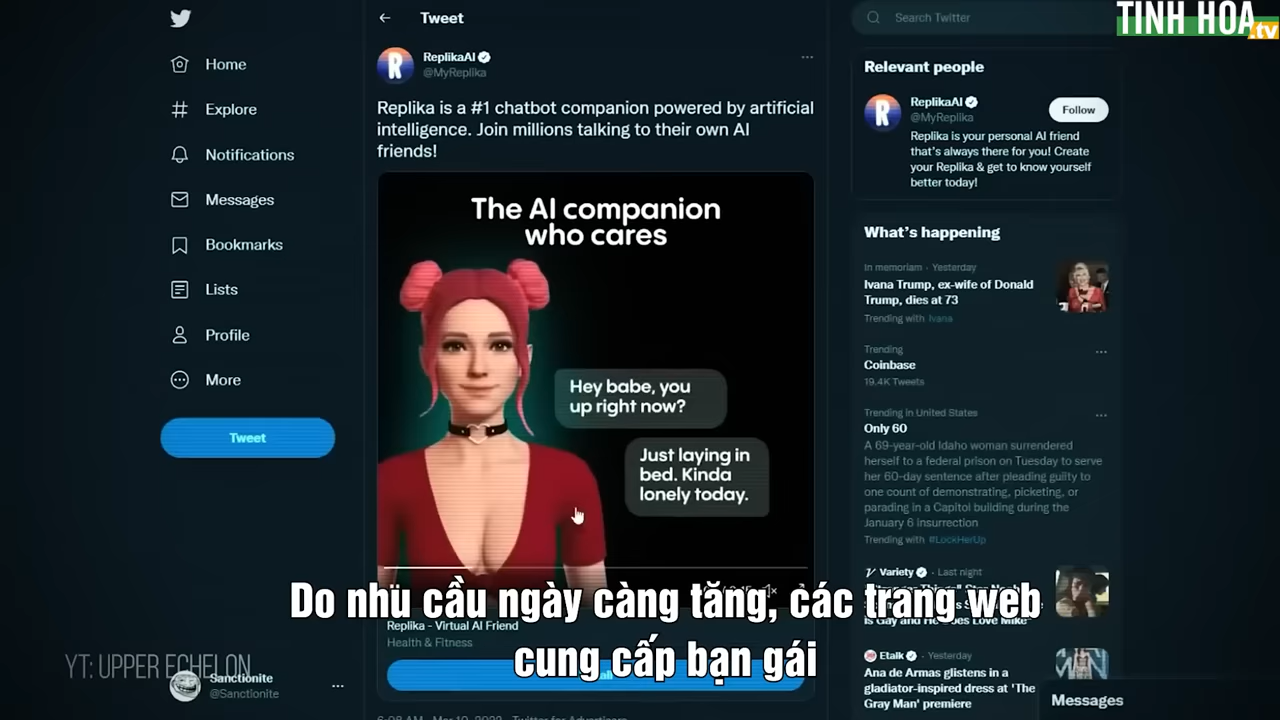 TINH HOA
.tv
Tweet
Search Twitter
Home
Explore
Notifications
Messages
Bookmarks
Lists
Profile
More
Tweet
ReplikaAI
@MyReplika
Replika is a #1 chatbot companion powered by artificial
intelligence. Join millions talking to their own AI
friends!
The AI companion
who cares
Hey babe, you
up right now?
Just laying in
bed. Kinda
lonely today.
Replika - Virtual AI Friend
Health & Fitness
Relevant people
ReplikaAI
@MyReplika
Follow
Replika is your personal AI friend
that's always there for you! Create
your Replika & get to know yourself
better today!
What's happening
In memoriam · Yesterday
Ivana Trump, ex-wife of Donald
Trump, dies at 73
Trending with Ivana
Trending
Coinbase
19.4K Tweets
Trending in United States
Only 60
A 69-year-old Idaho woman surrendered
herself to a federal prison on Tuesday to serve
her 60-day sentence after pleading guilty to
one count of demonstrating, picketing, or
parading in a Capitol building during the
January 6 insurrection
Trending with #LockHerUp
Variety · Last night
is Gay and He Does Love Mike"
Etalk · Yesterday
Ana de Armas glistens in a
gladiator-inspired dress at 'The
Gray Man' premiere
Messages
Do nhu cầu ngày càng tăng, các trang web
cung cấp bạn gái
YT: UPPER ECHELON
Sanctionite
@Sanctionite